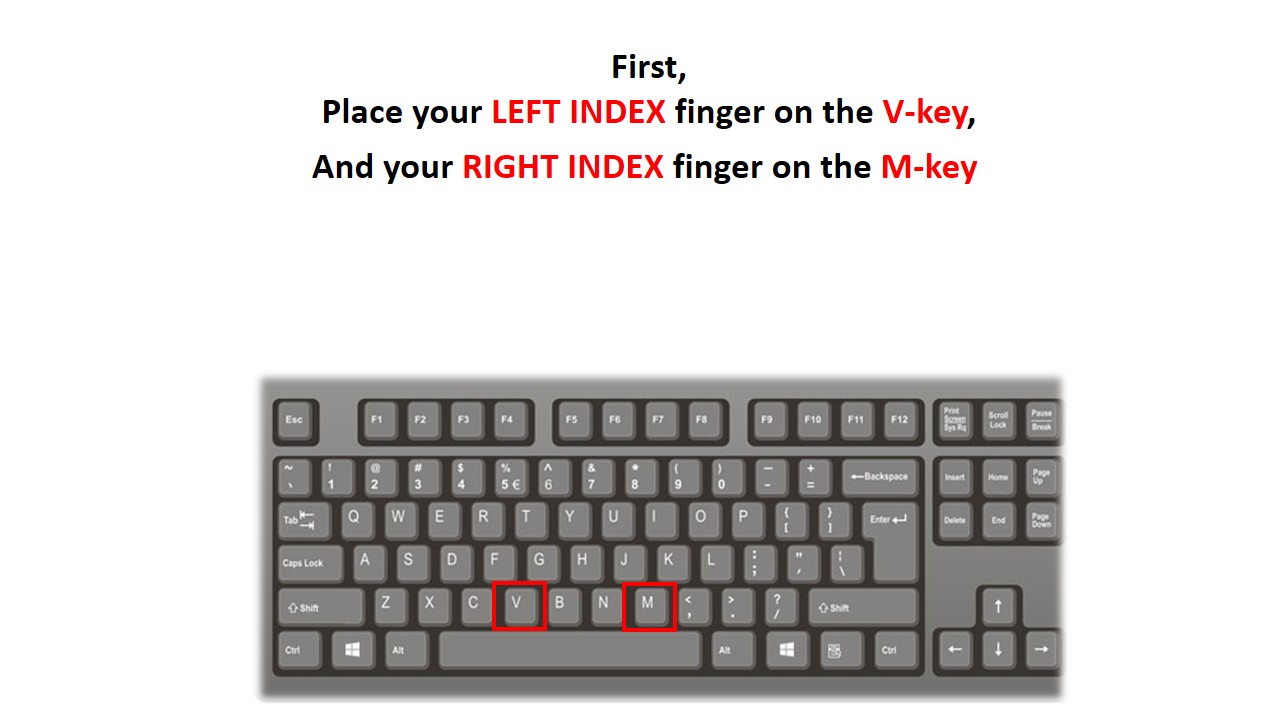 First,
Place your LEFT INDEX finger on the V-key,
And your RIGHT INDEX finger on the M-key
Esc F1 F2 F3 F4 F5 F6 F7 F8 F9 F10 F11 F12 Print Screen Sys Rq Scroll Lock Pause Break
~ ! @ # $ % ^ & * ( ) — +
` 1 2 3 4 5 € 6 7 8 9 0 - = ←Backspace Insert Home Page Up
Tab Q W E R T Y U I O P { [ } ] Enter Delete End Page Down
Caps Lock A S D F G H J K L : ; " , ¦ \
⇧Shift Z X C V B N M < , > . ? / ⇧Shift ↑
Ctrl Alt Alt Ctrl ← ↓ →